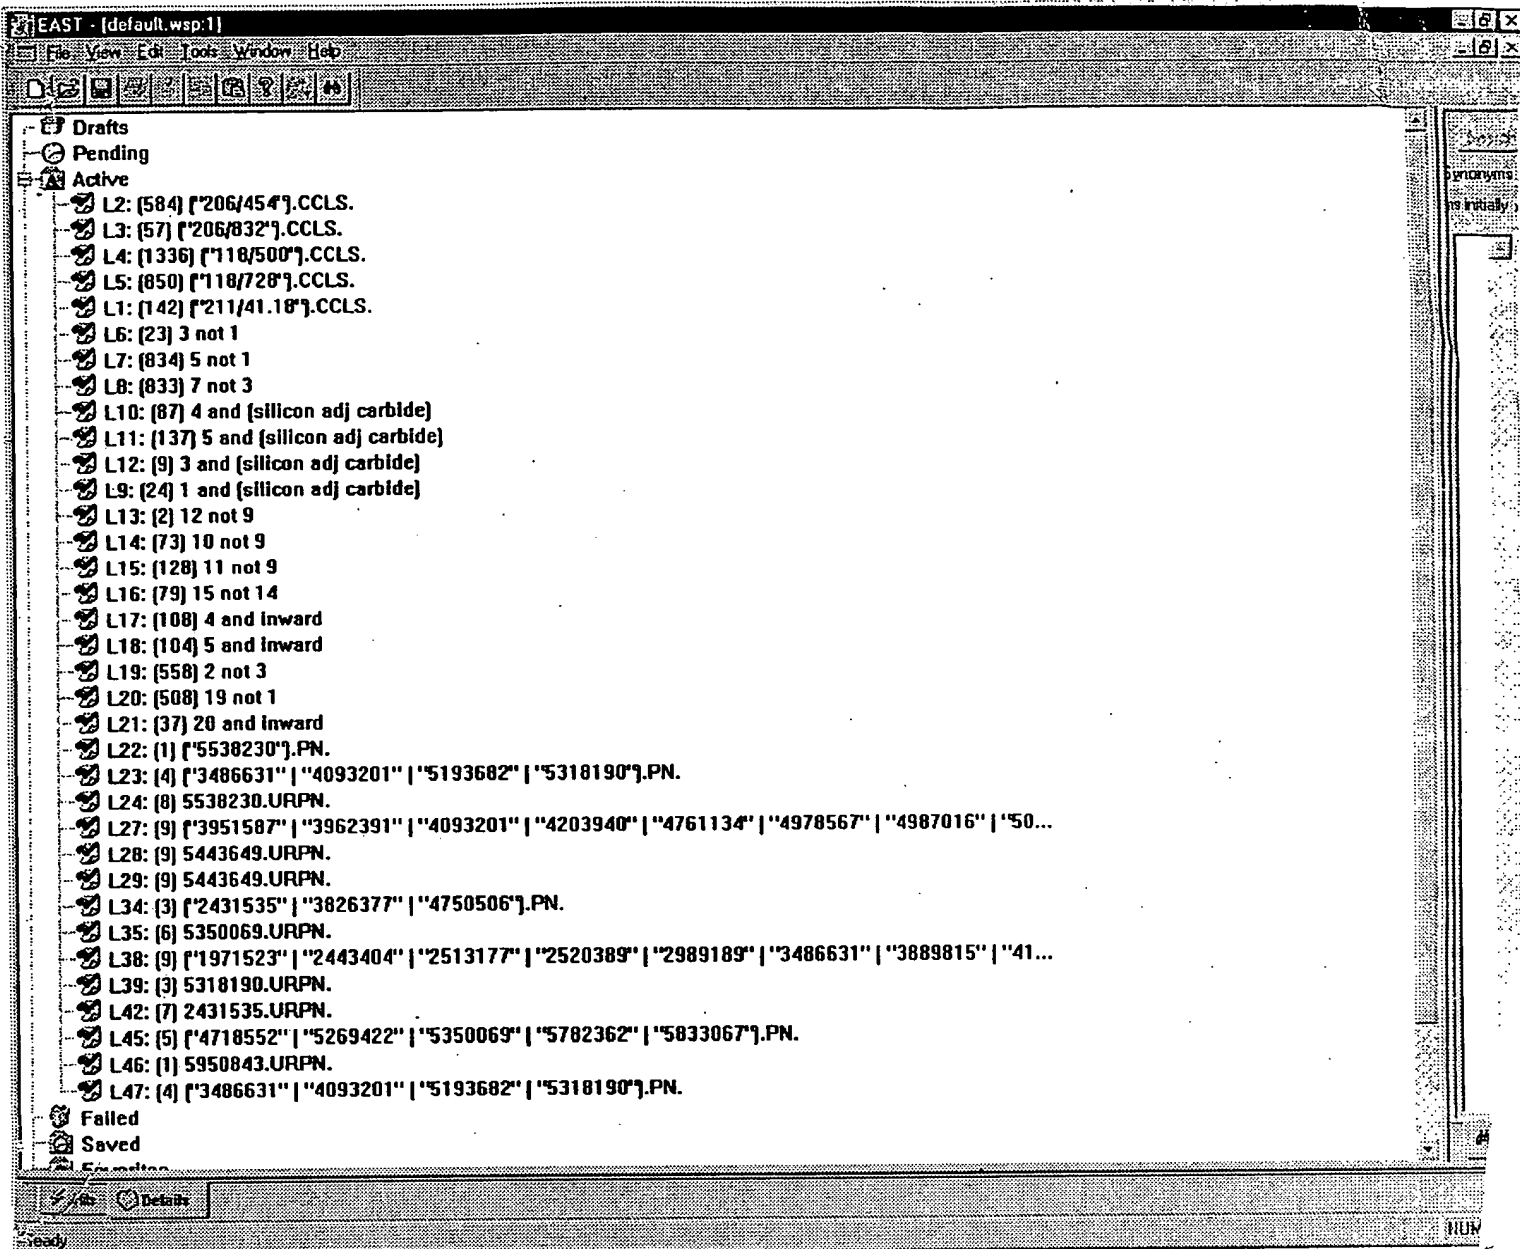 EAST - [default.wsp:1]
File View Edit Tools Window Help
Drafts
Pending
Active
L2: (584) ["206/454"].CCLS.
L3: (57) ["206/832"].CCLS.
L4: (1336) ["118/500"].CCLS.
L5: (850) ["118/728"].CCLS.
L1: (142) ["211/41.18"].CCLS.
L6: (23) 3 not 1
L7: (834) 5 not 1
L8: (833) 7 not 3
L10: (87) 4 and (silicon adj carbide)
L11: (137) 5 and (silicon adj carbide)
L12: (9) 3 and (silicon adj carbide)
L9: (24) 1 and (silicon adj carbide)
L13: (2) 12 not 9
L14: (73) 10 not 9
L15: (128) 11 not 9
L16: (79) 15 not 14
L17: (108) 4 and inward
L18: (104) 5 and inward
L19: (558) 2 not 3
L20: (508) 19 not 1
L21: (37) 20 and inward
L22: (1) ["5538230"].PN.
L23: (4) ["3486631" | "4093201" | "5193682" | "5318190"].PN.
L24: (8) 5538230.URPN.
L27: (9) ["3951587" | "3962391" | "4093201" | "4203940" | "4761134" | "4978567" | "4987016" | "50...
L28: (9) 5443649.URPN.
L29: (9) 5443649.URPN.
L34: (3) ["2431535" | "3826377" | "4750506"].PN.
L35: (6) 5350069.URPN.
L38: (9) ["1971523" | "2443404" | "2513177" | "2520389" | "2989189" | "3486631" | "3889815" | "41...
L39: (3) 5318190.URPN.
L42: (7) 2431535.URPN.
L45: (5) ["4718552" | "5269422" | "5350069" | "5782362" | "5833067"].PN.
L46: (1) 5950843.URPN.
L47: (4) ["3486631" | "4093201" | "5193682" | "5318190"].PN.
Failed
Saved
Favorites
Details
Ready
NUM
Synonyms
initially